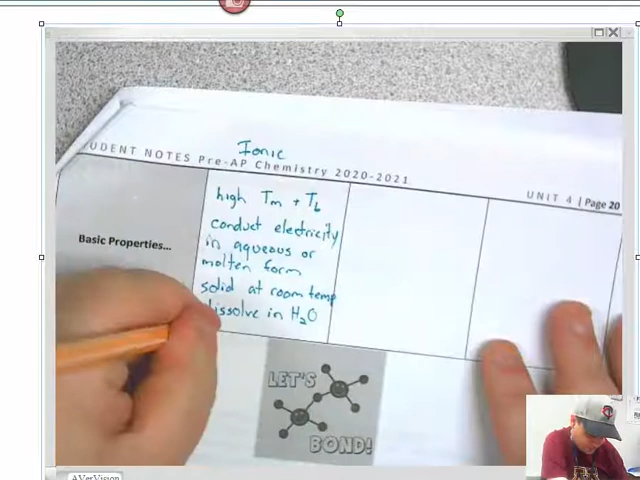 Ionic
UDENT NOTES Pre-AP Chemistry 2020-2021
UNIT 4 | Page 20
Basic Properties...
high Tm + Tb
conduct electricity
in aqueous or
molten form
solid at room temp
dissolve in H2O
LET'S
BOND!
AVerVision